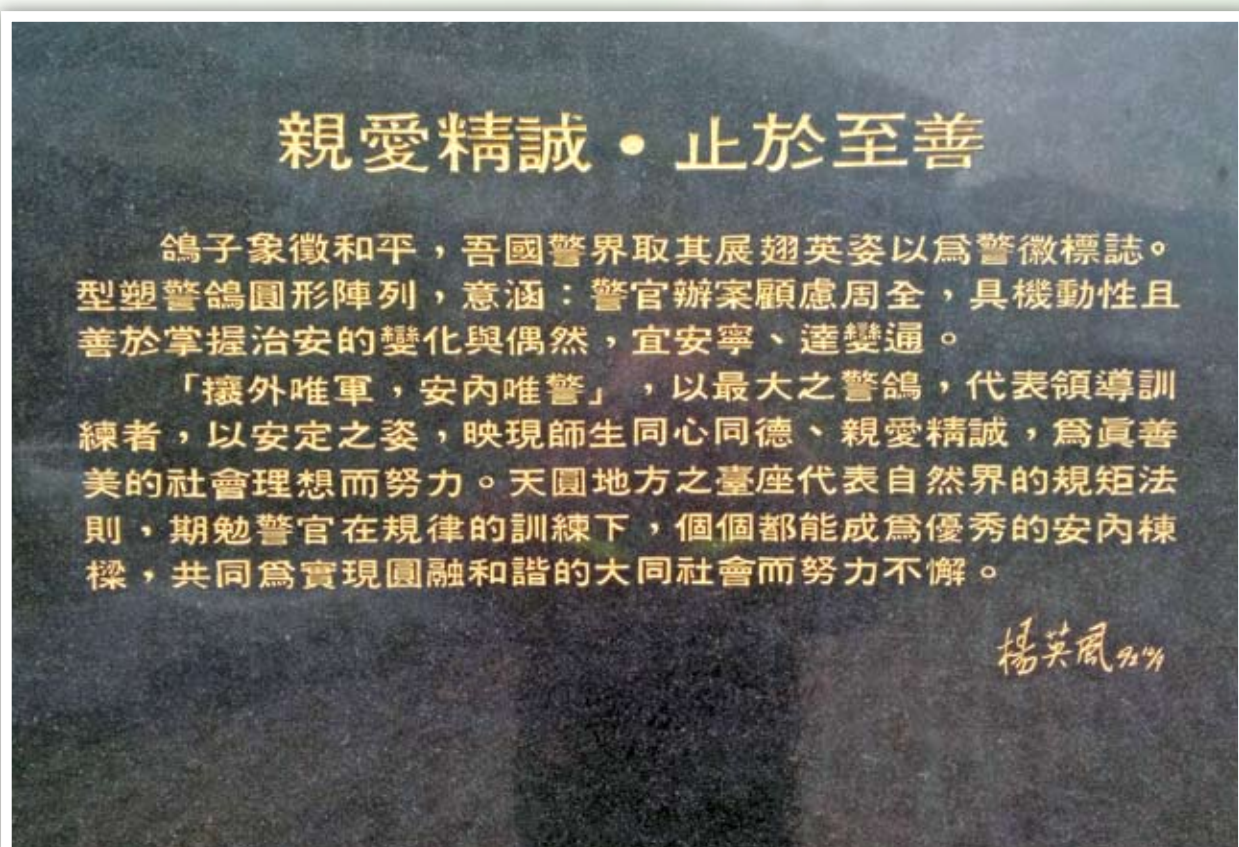 親愛精誠•止於至善
鴿子象徵和平，吾國警界取其展翅英姿以爲警徽標誌。
型塑警鴿圓形陣列，意涵：警官辦案顧慮周全，具機動性且
善於掌握治安的變化與偶然，宜安寧、達變通。
「攘外唯軍，安內唯警」，以最大之警鴿，代表領導訓
練者，以安定之姿，映現師生同心同德、親愛精誠，爲眞善
美的社會理想而努力。天圓地方之臺座代表自然界的規矩法
則，期勉警官在規律的訓練下，個個都能成爲優秀的安內棟
樑，共同爲實現圓融和諧的大同社會而努力不懈。
楊英風